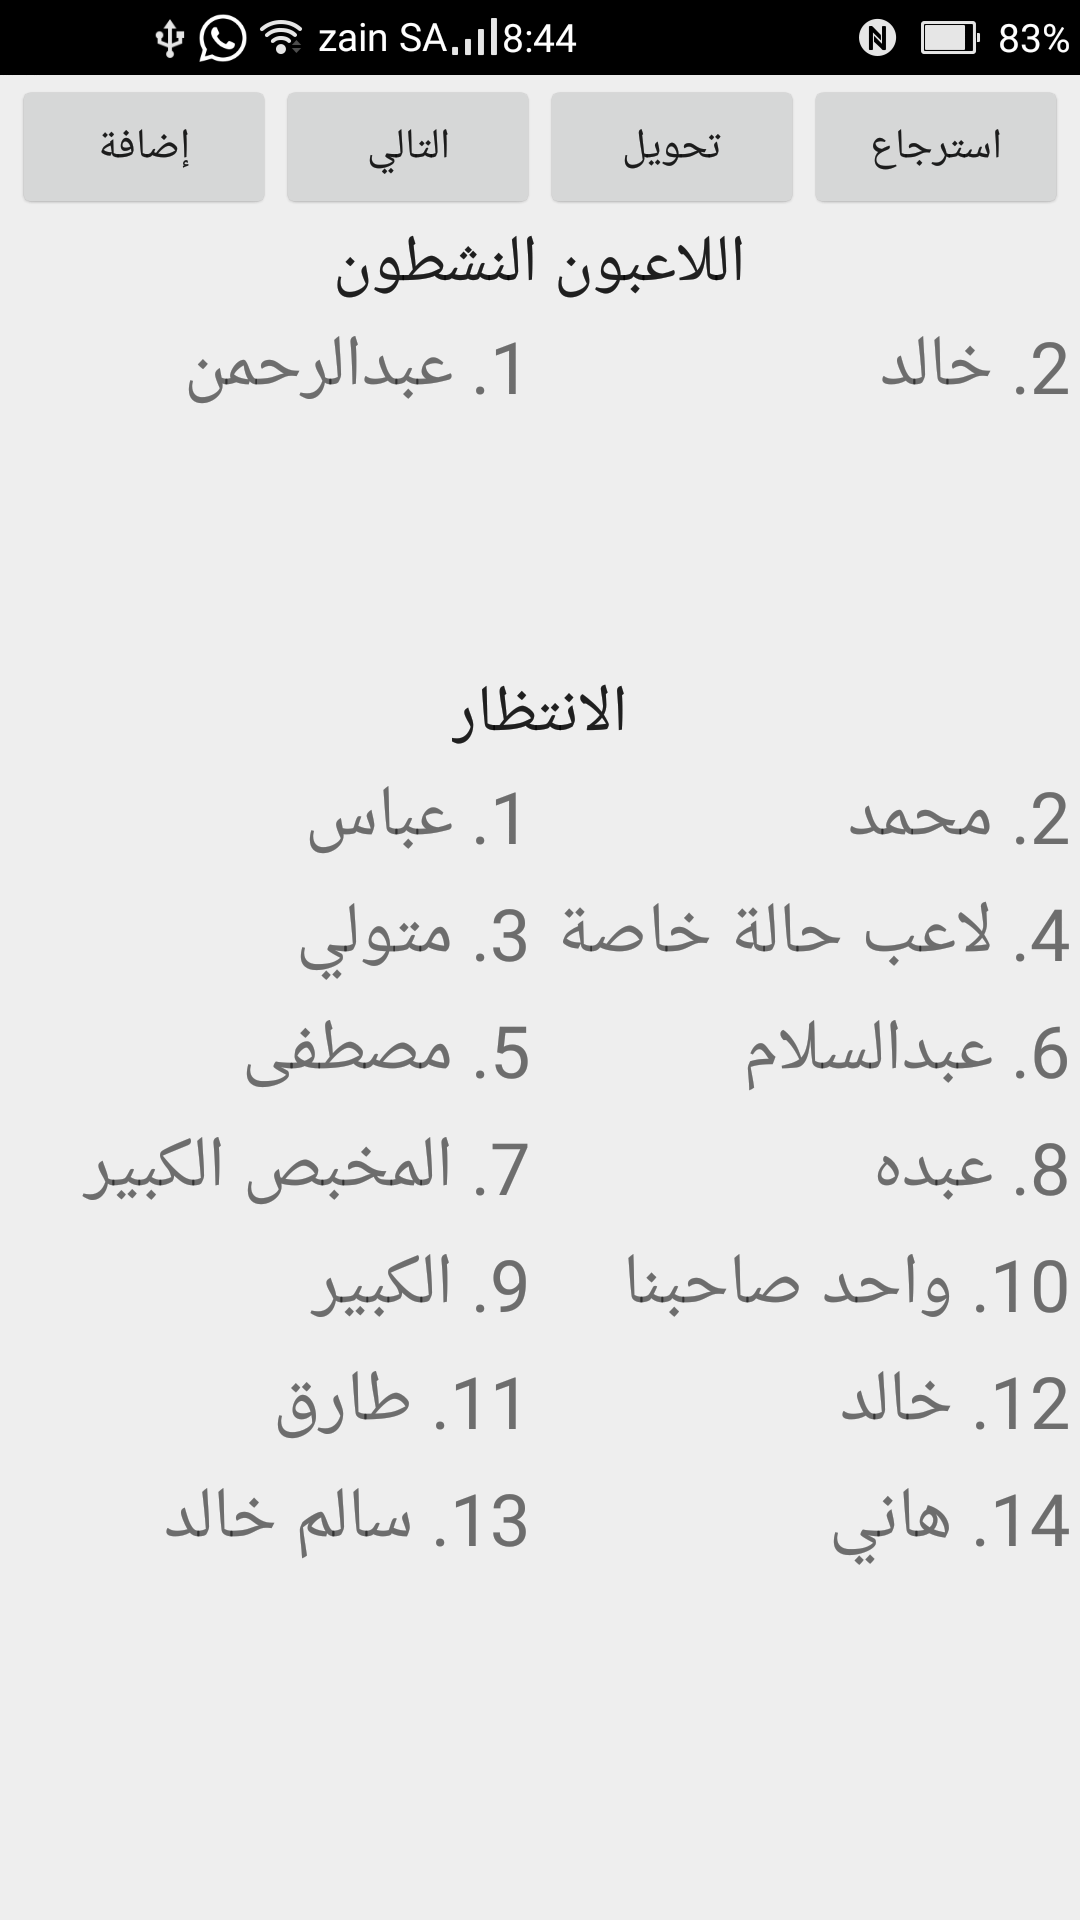 zain SA 8:44 83%
إضافة التالي تحويل استرجاع
اللاعبون النشطون
1. عبدالرحمن
2. خالد
الانتظار
1. عباس
2. محمد
3. متولي
4. لاعب حالة خاصة
5. مصطفى
6. عبدالسلام
7. المخبص الكبير
8. عبده
9. الكبير
10. واحد صاحبنا
11. طارق
12. خالد
13. سالم خالد
14. هاني